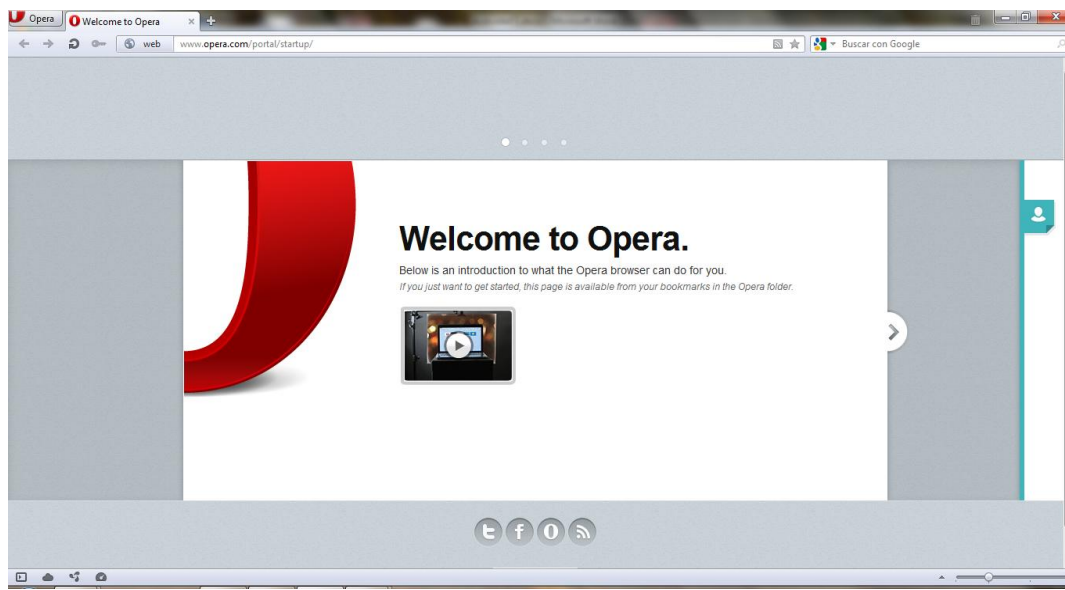 Opera
Welcome to Opera
web
www.opera.com/portal/startup/
Buscar con Google
Welcome to Opera.
Below is an introduction to what the Opera browser can do for you.
If you just want to get started, this page is available from your bookmarks in the Opera folder.